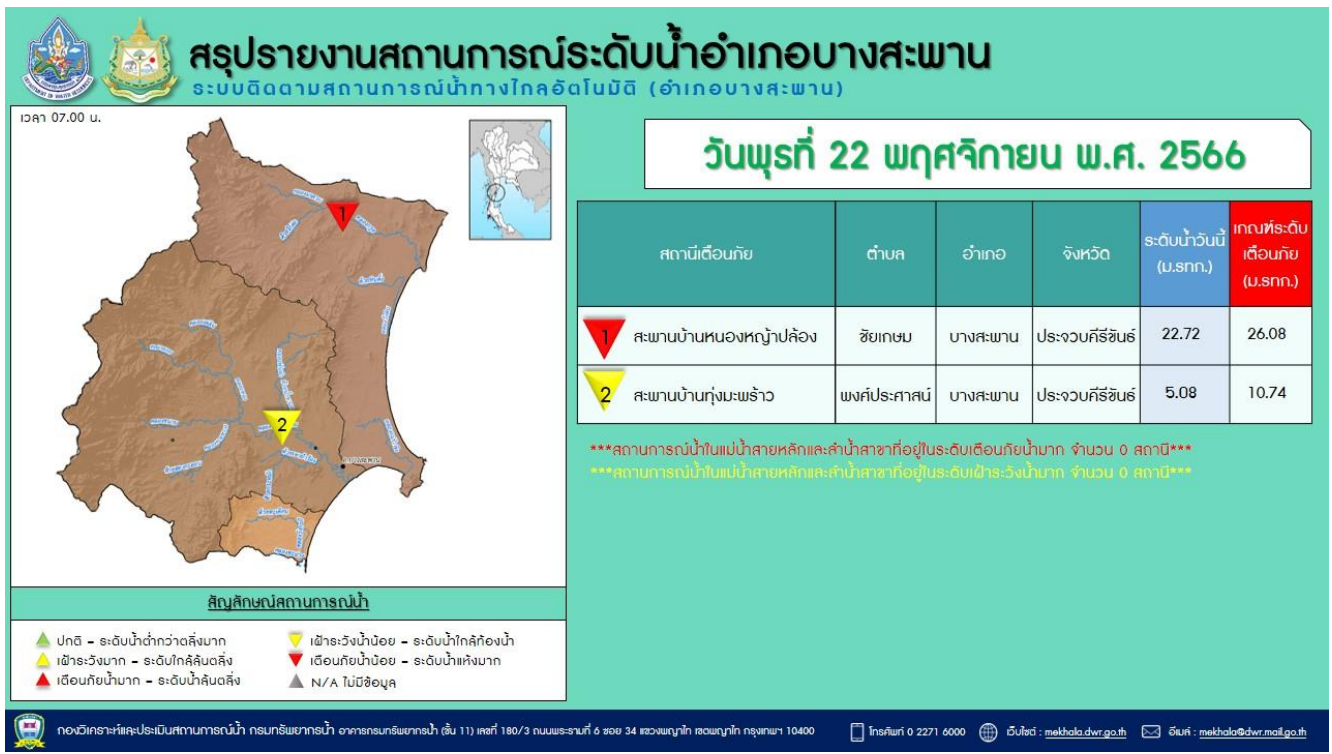 สรุปรายงานสถานการณ์ระดับน้ำอำเภอบางสะพาน
ระบบติดตามสถานการณ์น้ำทางไกลอัตโนมัติ (อำเภอบางสะพาน)
เวลา 07.00 น.
1
2
สัญลักษณ์สถานการณ์น้ำ
ปกติ - ระดับน้ำต่ำกว่าตลิ่งมาก
เฝ้าระวังมาก - ระดับใกล้ล้นตลิ่ง
เตือนภัยน้ำมาก - ระดับน้ำล้นตลิ่ง
เฝ้าระวังน้ำน้อย - ระดับน้ำใกล้ท้องน้ำ
เตือนภัยน้ำน้อย - ระดับน้ำแห้งมาก
N/A ไม่มีข้อมูล
วันพุธที่ 22 พฤศจิกายน พ.ศ. 2566
สถานีเตือนภัย ตำบล อำเภอ จังหวัด ระดับน้ำวันนี้ (ม.รทก.) เกณฑ์ระดับเตือนภัย (ม.รทก.)
1 สะพานบ้านหนองหญ้าปล้อง ชัยเกษม บางสะพาน ประจวบคีรีขันธ์ 22.72 26.08
2 สะพานบ้านทุ่งมะพร้าว พงศ์ประศาสน์ บางสะพาน ประจวบคีรีขันธ์ 5.08 10.74
***สถานการณ์น้ำในแม่น้ำสายหลักและลำน้ำสาขาที่อยู่ในระดับเตือนภัยน้ำมาก จำนวน 0 สถานี***
***สถานการณ์น้ำในแม่น้ำสายหลักและลำน้ำสาขาที่อยู่ในระดับเฝ้าระวังน้ำมาก จำนวน 0 สถานี***
กองวิเคราะห์และประเมินสถานการณ์น้ำ กรมทรัพยากรน้ำ อาคารกรมทรัพยากรน้ำ (ชั้น 11) เลขที่ 180/3 ถนนพระรามที่ 6 ซอย 34 แขวงพญาไท เขตพญาไท กรุงเทพฯ 10400 โทรศัพท์ 0 2271 6000 เว็บไซต์ : mekhala.dwr.go.th อีเมล์ : mekhala@dwr.mail.go.th